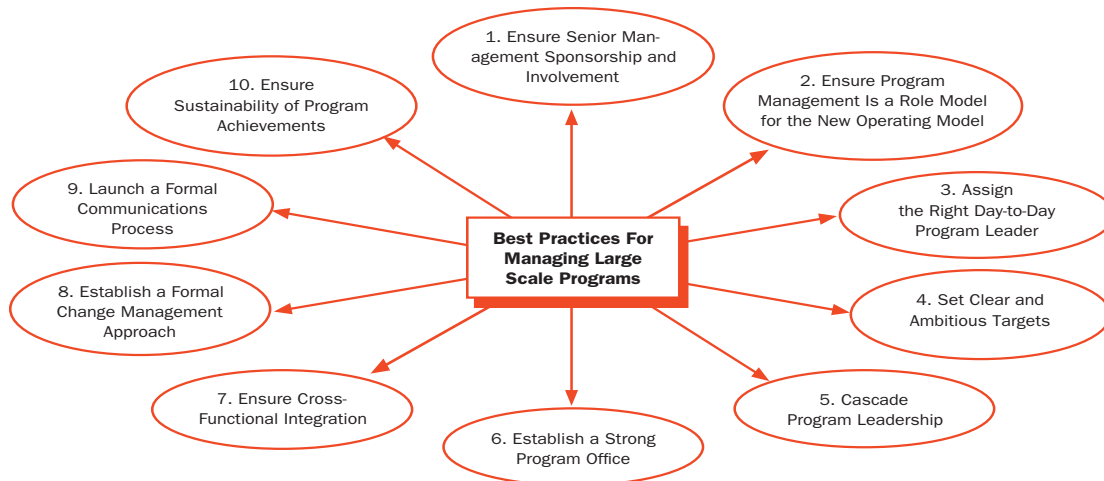 1. Ensure Senior Man-
agement Sponsorship and
Involvement
2. Ensure Program
Management Is a Role Model
for the New Operating Model
3. Assign
the Right Day-to-Day
Program Leader
4. Set Clear and
Ambitious Targets
5. Cascade
Program Leadership
6. Establish a Strong
Program Office
7. Ensure Cross-
Functional Integration
8. Establish a Formal
Change Management
Approach
9. Launch a Formal
Communications
Process
10. Ensure
Sustainability of Program
Achievements
Best Practices For
Managing Large
Scale Programs